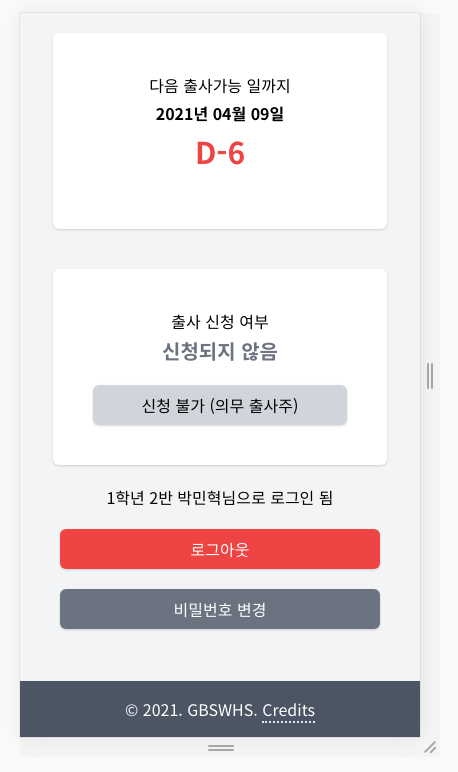 다음 출사가능 일까지
2021년 04월 09일
D-6
출사 신청 여부
신청되지 않음
신청 불가 (의무 출사주)
1학년 2반 박민혁님으로 로그인 됨
로그아웃
비밀번호 변경
© 2021. GBSWHS. Credits